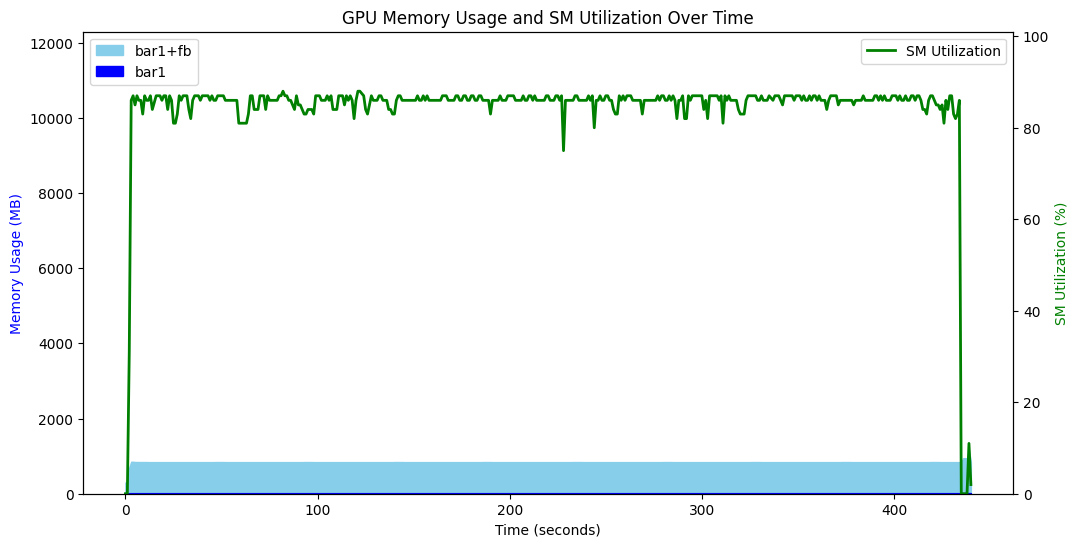 GPU Memory Usage and SM Utilization Over Time
bar1+fb
bar1
SM Utilization
12000
10000
8000
6000
4000
2000
0
Memory Usage (MB)
100
80
60
40
20
0
SM Utilization (%)
0 100 200 300 400
Time (seconds)